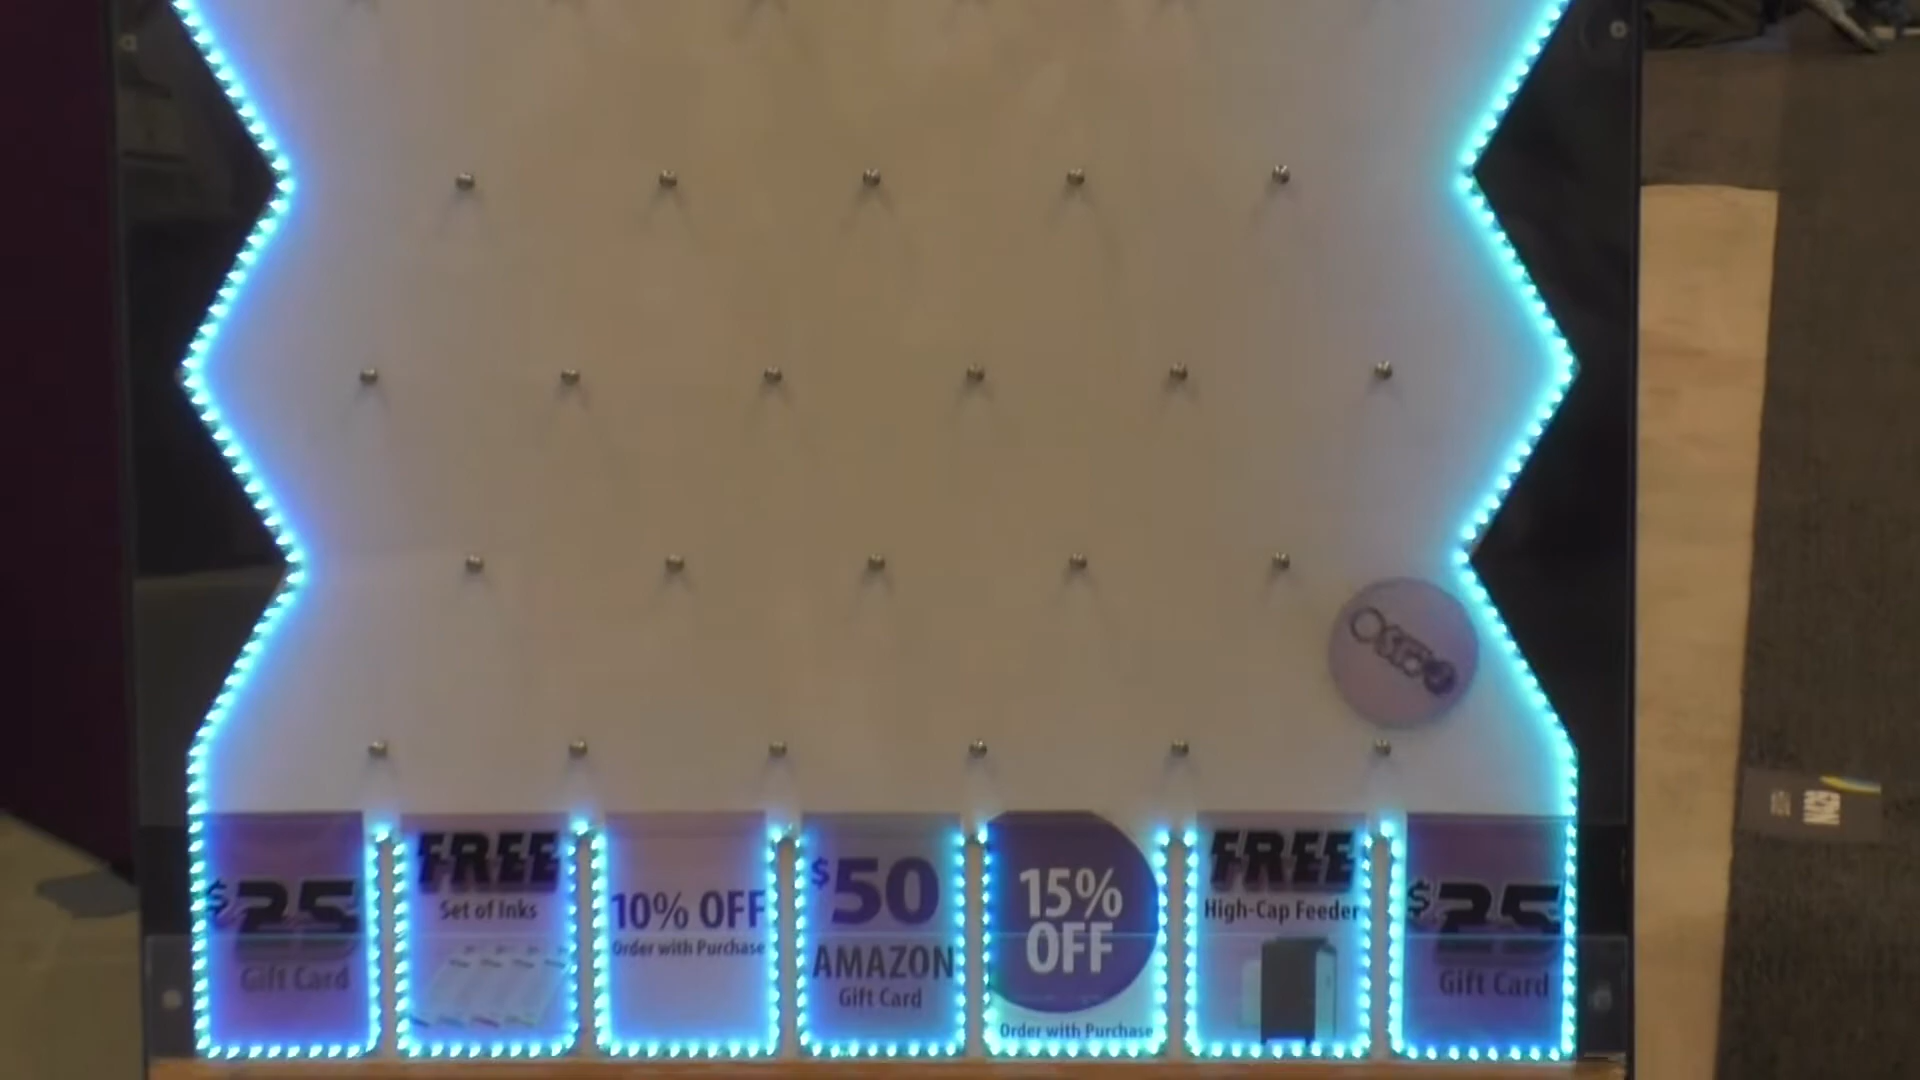 $25
Gift Card
FREE
Set of Inks
10% OFF
Order with Purchase
$50
AMAZON
Gift Card
15%
OFF
Order with Purchase
FREE
High-Cap Feeder
$25
Gift Card